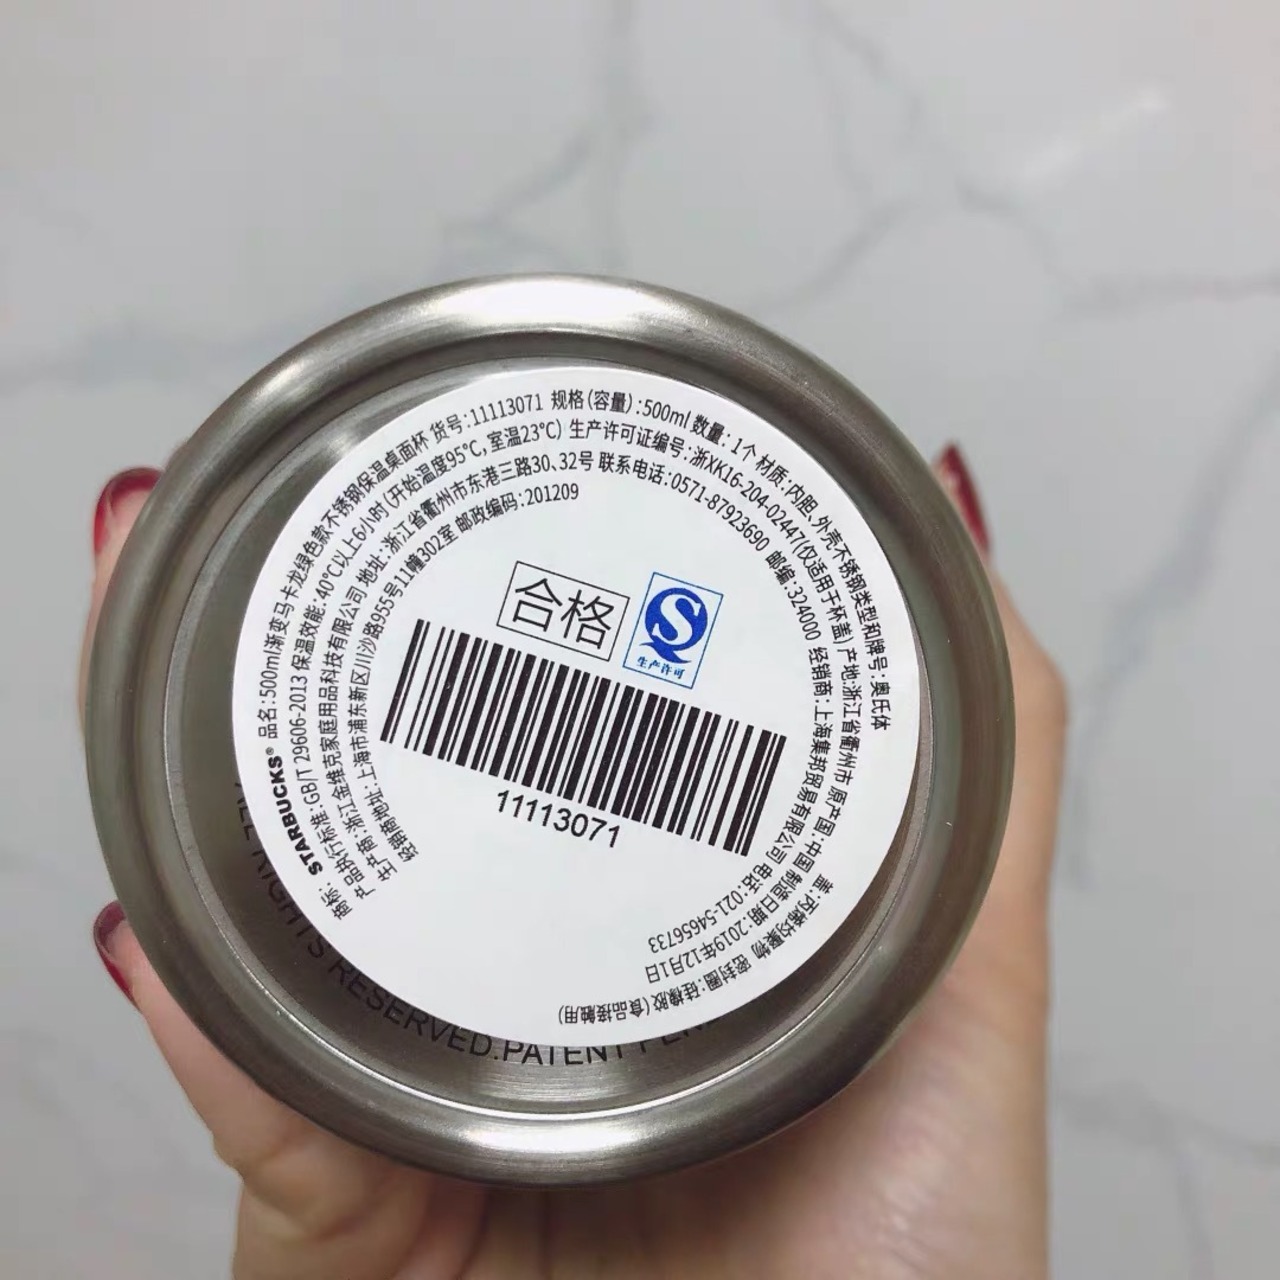 商标: STARBUCKS® 品名:500ml渐变马卡龙绿色款不锈钢保温桌面杯 货号:11113071 规格(容量):500ml 数量: 1个 材质:内胆、外壳不锈钢类型和牌号:奥氏体
盖:丙烯均聚物 密封圈:硅橡胶(食品接触用)
产品执行标准:GB/T 29606-2013 保温效能:40°C以上6小时(开始温度95°C,室温23°C) 生产许可证编号:浙XK16-204-02447(仅适用于杯盖) 产地:浙江省衢州市 原产国:中国 制造日期:2019年12月1日
生产商:浙江金维克家庭用品科技有限公司 地址:浙江省衢州市东港三路30、32号 联系电话:0571-87923690 邮编:324000 经销商:上海集邦贸易有限公司 电话:021-54656733
经销商地址:上海市浦东新区川沙路955号11幢302室 邮政编码:201209
合格
生产许可
11113071
RIGHTS RESERVED.PATENT